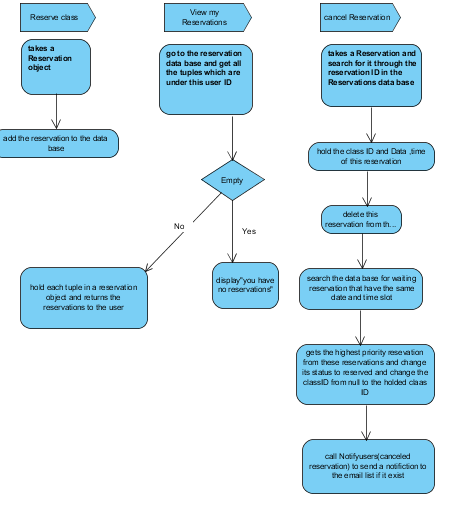 Reserve class
takes a
Reservation
object
add the reservation to the data
base
View my
Reservations
go to the reservation
data base and get all
the tuples which are
under this user ID
Empty
No
Yes
hold each tuple in a reservation
object and returns the
reservations to the user
display"you have
no reservations"
cancel Reservation
takes a Reservation and
search for it through the
reservation ID in the
Reservations data base
hold the class ID and Data ,time
of this reservation
delete this
reservation from th...
search the data base for waiting
reservation that have the same
date and time slot
gets the highest priority resevation
from these reservations and change
its status to reserved and change the
classID from null to the holded claas
ID
call Notifyusers(canceled
reservation) to send a notifiction to
the email list if it exist